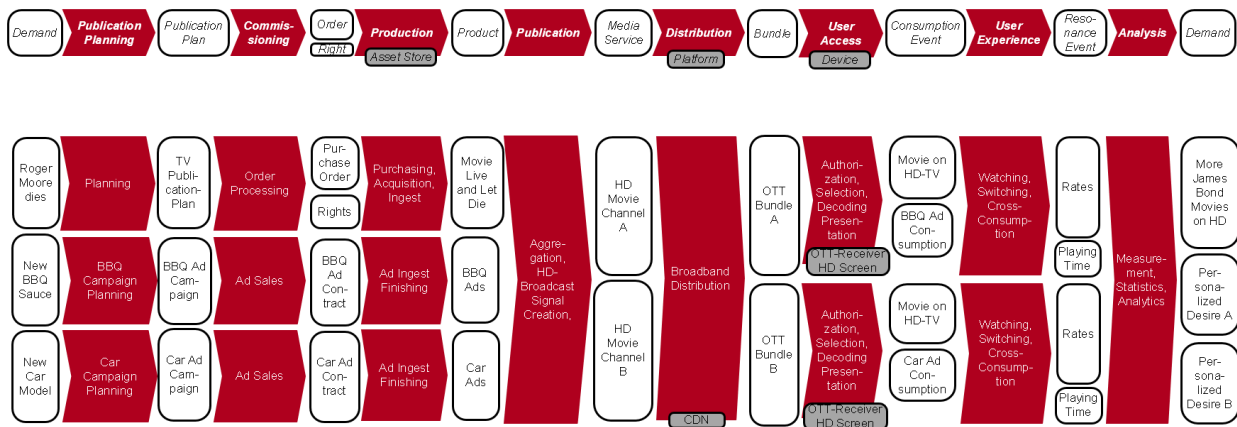 Demand
Publication
Planning
Publication
Plan
Commis-
sioning
Order
Right
Production
Asset Store
Product
Publication
Media
Service
Distribution
Platform
Bundle
User
Access
Device
Consumption
Event
User
Experience
Reso-
nance
Event
Analysis
Demand
Roger
Moore
dies
Planning
TV
Public-
ation-
Plan
Order
Processing
Pur-
chase
Order
Rights
Purchasing,
Acquisition,
Ingest
Movie
Live
and Let
Die
New
BBQ
Sauce
BBQ
Campaign
Planning
BBQ Ad
Cam-
paign
Ad Sales
BBQ
Ad
Con-
tract
Ad Ingest
Finishing
BBQ
Ads
New
Car
Model
Car
Campaign
Planning
Car Ad
Cam-
paign
Ad Sales
Car Ad
Con-
tract
Ad Ingest
Finishing
Car
Ads
Aggre-
gation,
HD-
Broadcast
Signal
Creation,
HD
Movie
Channel
A
HD
Movie
Channel
B
Broadband
Distribution
CDN
OTT
Bundle
A
OTT
Bundle
B
Authori-
zation,
Selection,
Decoding
Presen-
tation
OTT-Receiver
HD Screen
Authori-
zation,
Selection,
Decoding
Presen-
tation
OTT-Receiver
HD Screen
Movie on
HD-TV
BBQ Ad
Con-
sumption
Movie on
HD-TV
Car Ad
Con-
sumption
Watching,
Switching,
Cross-
Consump-
tion
Watching,
Switching,
Cross-
Consump-
tion
Rates
Playing
Time
Rates
Playing
Time
Measure-
ment,
Statistics,
Analytics
More
James
Bond
Movies
on HD
Per-
sona-
lized
Desire A
Per-
sona-
lized
Desire B